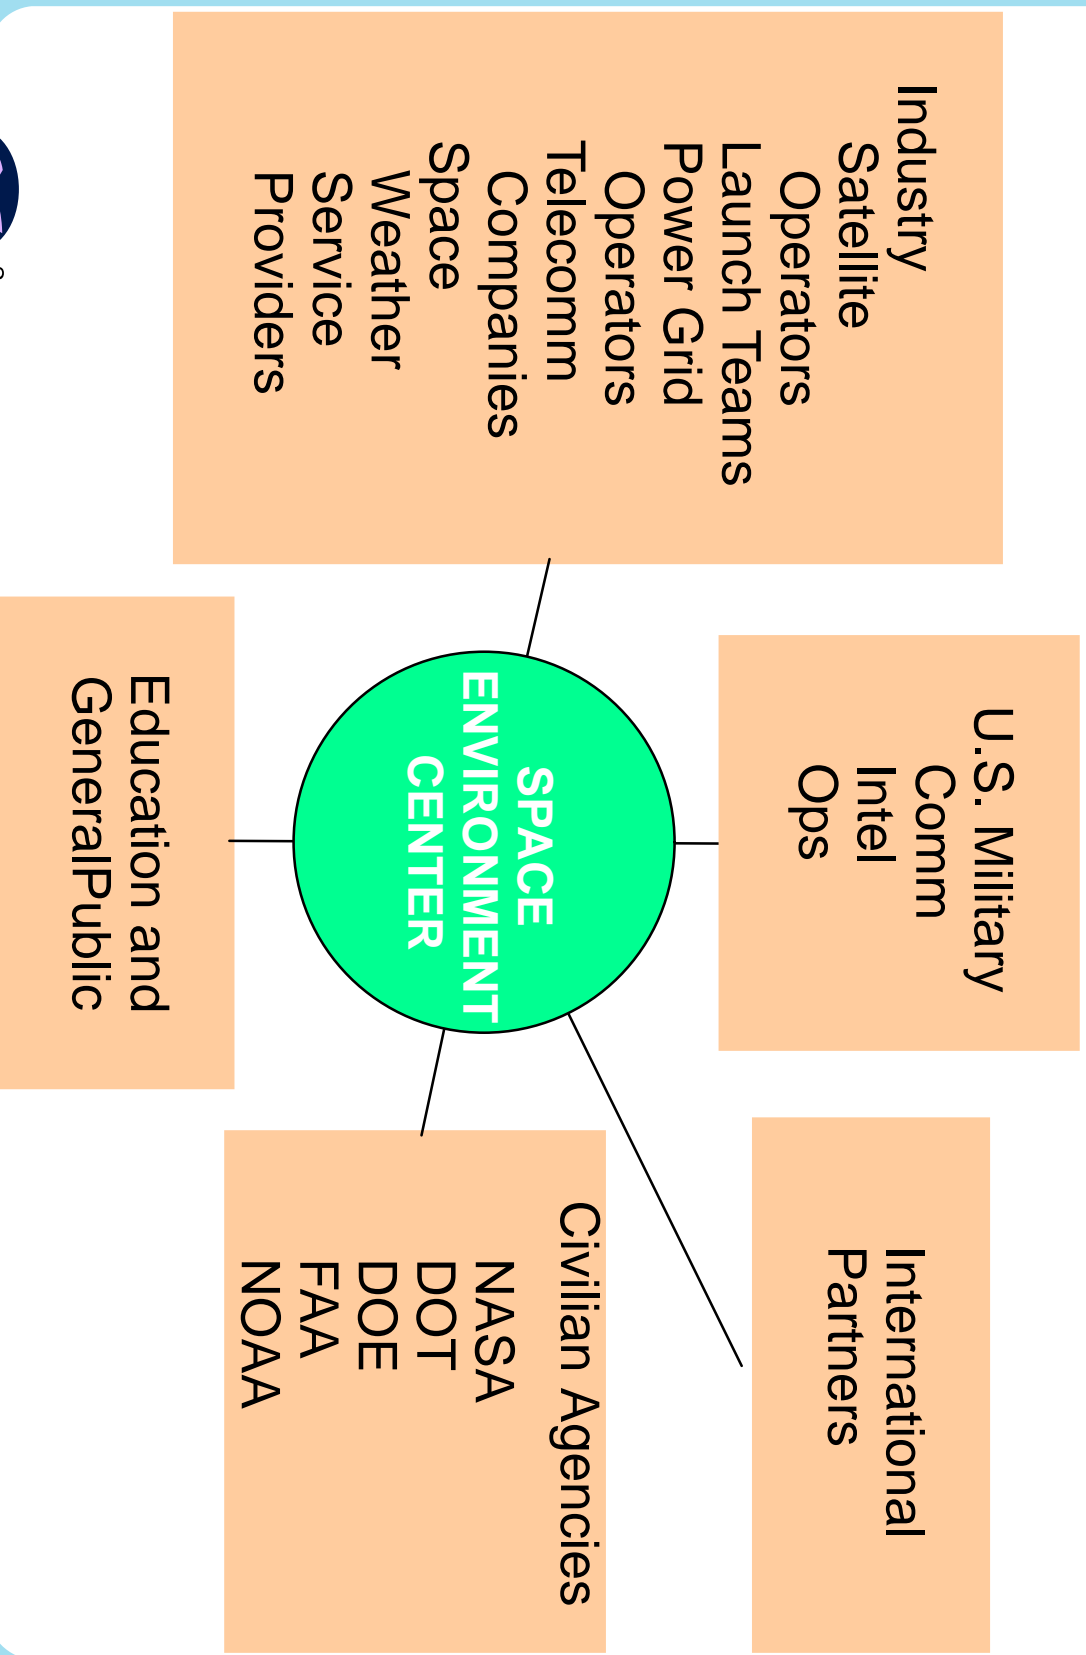 Industry
Satellite
Operators
Launch Teams
Power Grid
Operators
Telecomm
Companies
Space
Weather
Service
Providers
U.S. Military
Comm
Intel
Ops
International
Partners
SPACE
ENVIRONMENT
CENTER
Civilian Agencies
NASA
DOT
DOE
FAA
NOAA
Education and
GeneralPublic